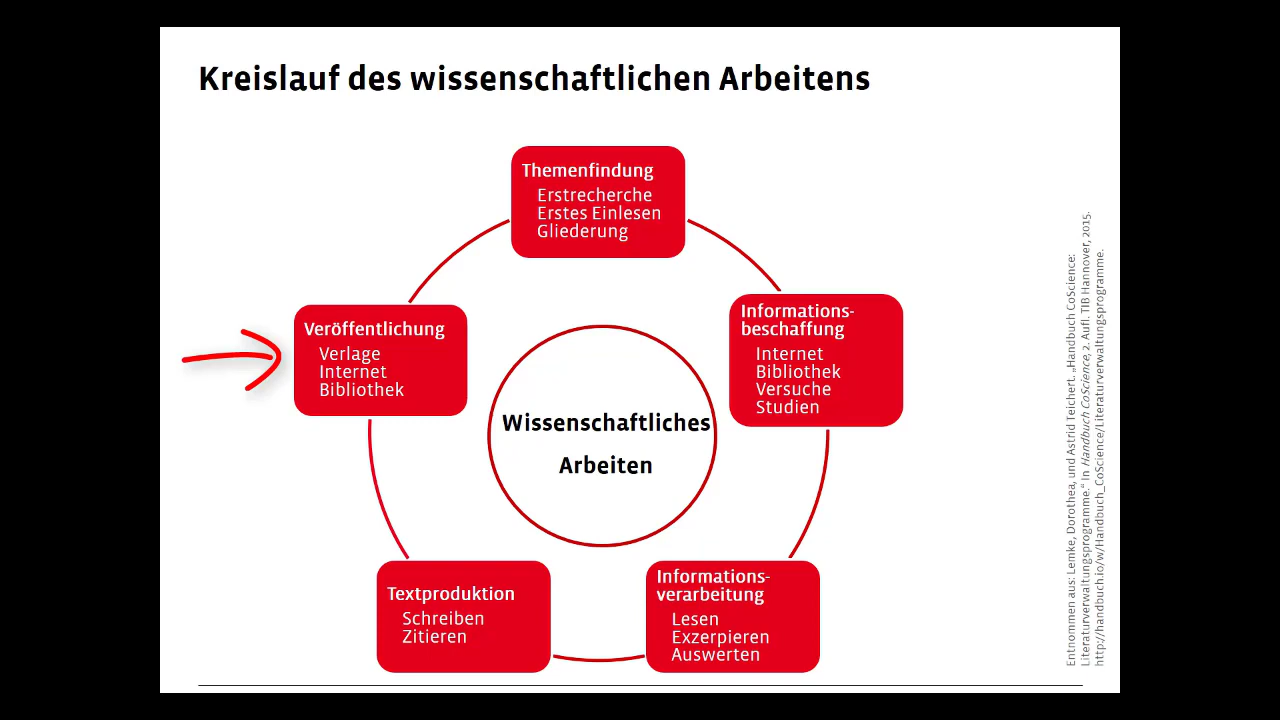 Kreislauf des wissenschaftlichen Arbeitens
Themenfindung
Erstrecherche
Erstes Einlesen
Gliederung
Informations-
beschaffung
Internet
Bibliothek
Versuche
Studien
Informations-
verarbeitung
Lesen
Exzerpieren
Auswerten
Textproduktion
Schreiben
Zitieren
Veröffentlichung
Verlage
Internet
Bibliothek
Wissenschaftliches
Arbeiten
Entnommen aus: Lemke, Dorothea, und Astrid Teichert. „Handbuch CoScience:
Literaturverwaltungsprogramme.“ In Handbuch CoScience, 2. Aufl. TIB Hannover, 2015.
http://handbuch.io/w/Handbuch_CoScience/Literaturverwaltungsprogramme.